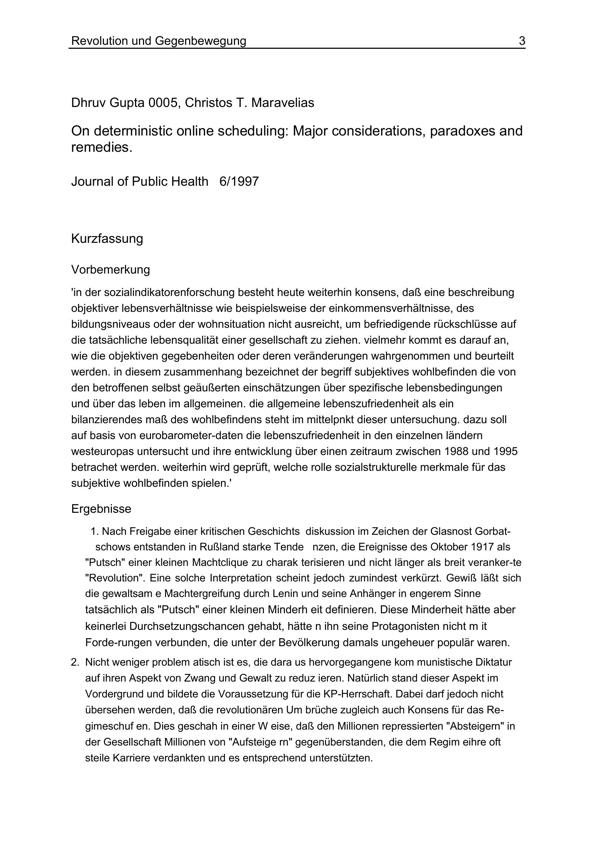 Revolution und Gegenbewegung 3
Dhruv Gupta 0005, Christos T. Maravelias
On deterministic online scheduling: Major considerations, paradoxes and
remedies.
Journal of Public Health 6/1997
Kurzfassung
Vorbemerkung
'in der sozialindikatorenforschung besteht heute weiterhin konsens, daß eine beschreibung
objektiver lebensverhältnisse wie beispielsweise der einkommensverhältnisse, des
bildungsniveaus oder der wohnsituation nicht ausreicht, um befriedigende rückschlüsse auf
die tatsächliche lebensqualität einer gesellschaft zu ziehen. vielmehr kommt es darauf an,
wie die objektiven gegebenheiten oder deren veränderungen wahrgenommen und beurteilt
werden. in diesem zusammenhang bezeichnet der begriff subjektives wohlbefinden die von
den betroffenen selbst geäußerten einschätzungen über spezifische lebensbedingungen
und über das leben im allgemeinen. die allgemeine lebenszufriedenheit als ein
bilanzierendes maß des wohlbefindens steht im mittelpnkt dieser untersuchung. dazu soll
auf basis von eurobarometer-daten die lebenszufriedenheit in den einzelnen ländern
westeuropas untersucht und ihre entwicklung über einen zeitraum zwischen 1988 und 1995
betrachet werden. weiterhin wird geprüft, welche rolle sozialstrukturelle merkmale für das
subjektive wohlbefinden spielen.'
Ergebnisse
1. Nach Freigabe einer kritischen Geschichts diskussion im Zeichen der Glasnost Gorbat-
schows entstanden in Rußland starke Tende nzen, die Ereignisse des Oktober 1917 als
"Putsch" einer kleinen Machtclique zu charak terisieren und nicht länger als breit veranker-te
"Revolution". Eine solche Interpretation scheint jedoch zumindest verkürzt. Gewiß läßt sich
die gewaltsam e Machtergreifung durch Lenin und seine Anhänger in engerem Sinne
tatsächlich als "Putsch" einer kleinen Minderh eit definieren. Diese Minderheit hätte aber
keinerlei Durchsetzungschancen gehabt, hätte n ihn seine Protagonisten nicht m it
Forde-rungen verbunden, die unter der Bevölkerung damals ungeheuer populär waren.
2. Nicht weniger problem atisch ist es, die dara us hervorgegangene kom munistische Diktatur
auf ihren Aspekt von Zwang und Gewalt zu reduz ieren. Natürlich stand dieser Aspekt im
Vordergrund und bildete die Voraussetzung für die KP-Herrschaft. Dabei darf jedoch nicht
übersehen werden, daß die revolutionären Um brüche zugleich auch Konsens für das Re-
gimeschuf en. Dies geschah in einer W eise, daß den Millionen repressierten "Absteigern" in
der Gesellschaft Millionen von "Aufsteige rn" gegenüberstanden, die dem Regim eihre oft
steile Karriere verdankten und es entsprechend unterstützten.